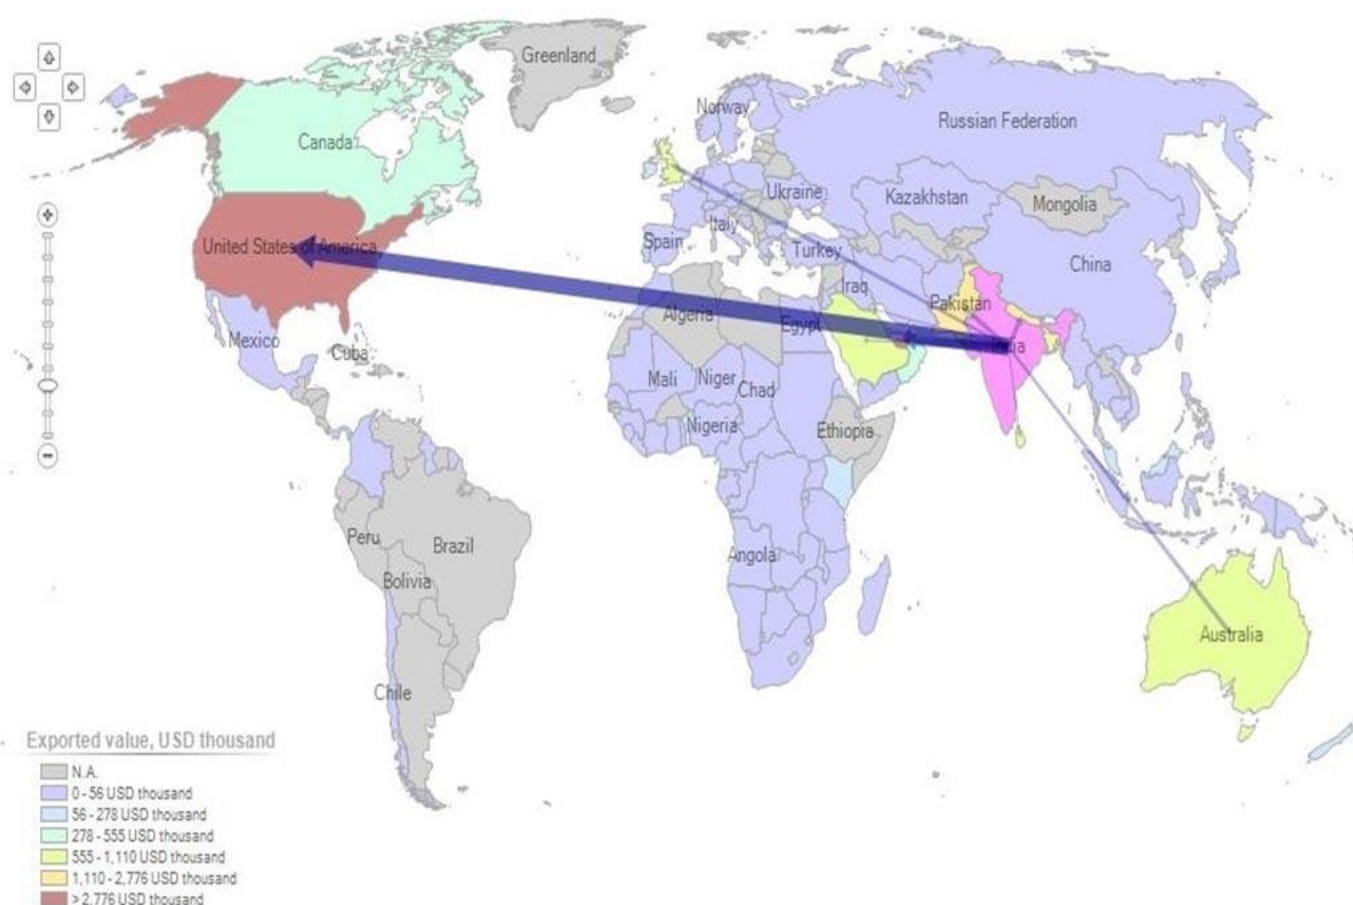 Greenland
Norway
Russian Federation
Canada
Ukraine
Kazakhstan
Mongolia
Italy
Spain
Turkey
United States of America
China
Iraq
Pakistan
Algeria
Egypt
Mexico
India
Cuba
Mali
Niger
Chad
Nigeria
Ethiopia
Peru
Brazil
Angola
Bolivia
Australia
Chile
Exported value, USD thousand
N.A.
0 - 56 USD thousand
56 - 278 USD thousand
278 - 555 USD thousand
555 - 1,110 USD thousand
1,110 - 2,776 USD thousand
> 2,776 USD thousand